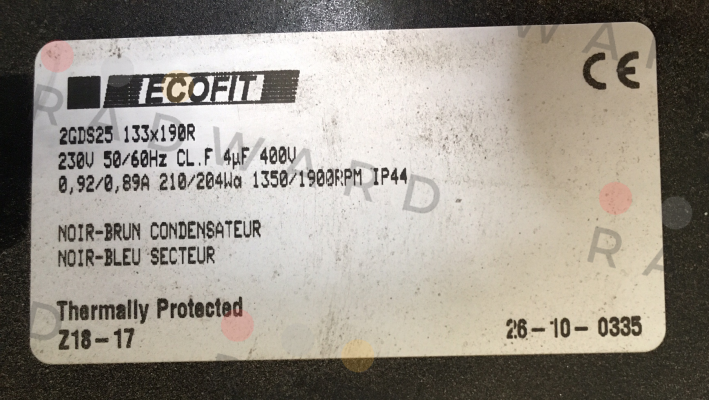 ECOFIT
CE
2GDS25 133x190R
230V 50/60Hz CL.F 4µF 400V
0,92/0,89A 210/204Wa 1350/1900RPM IP44
NOIR-BRUN CONDENSATEUR
NOIR-BLEU SECTEUR
Thermally Protected
Z18-17
26-10-0335
RADWARD